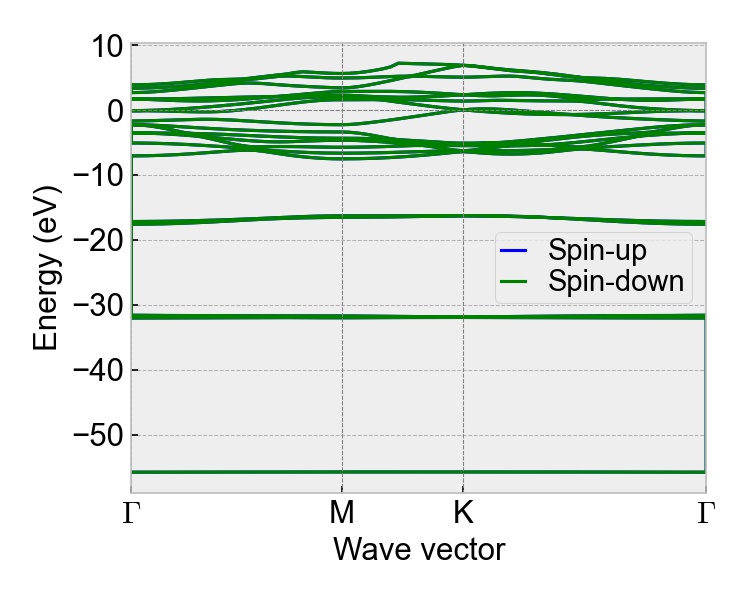 10
0
−10
−20
−30
−40
−50
Energy (eV)
Spin-up
Spin-down
Γ M K Γ
Wave vector